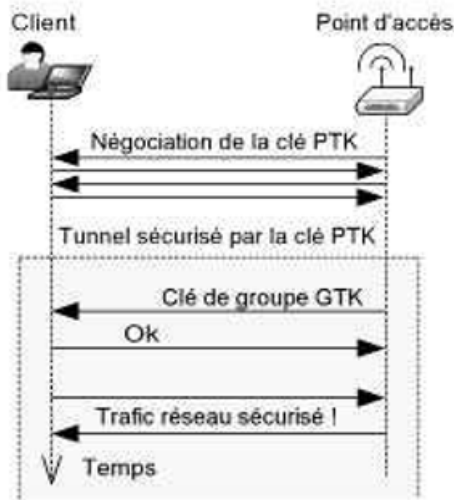 Client
Point d'accès
Négociation de la clé PTK
Tunnel sécurisé par la clé PTK
Clé de groupe GTK
Ok
Trafic réseau sécurisé !
Temps